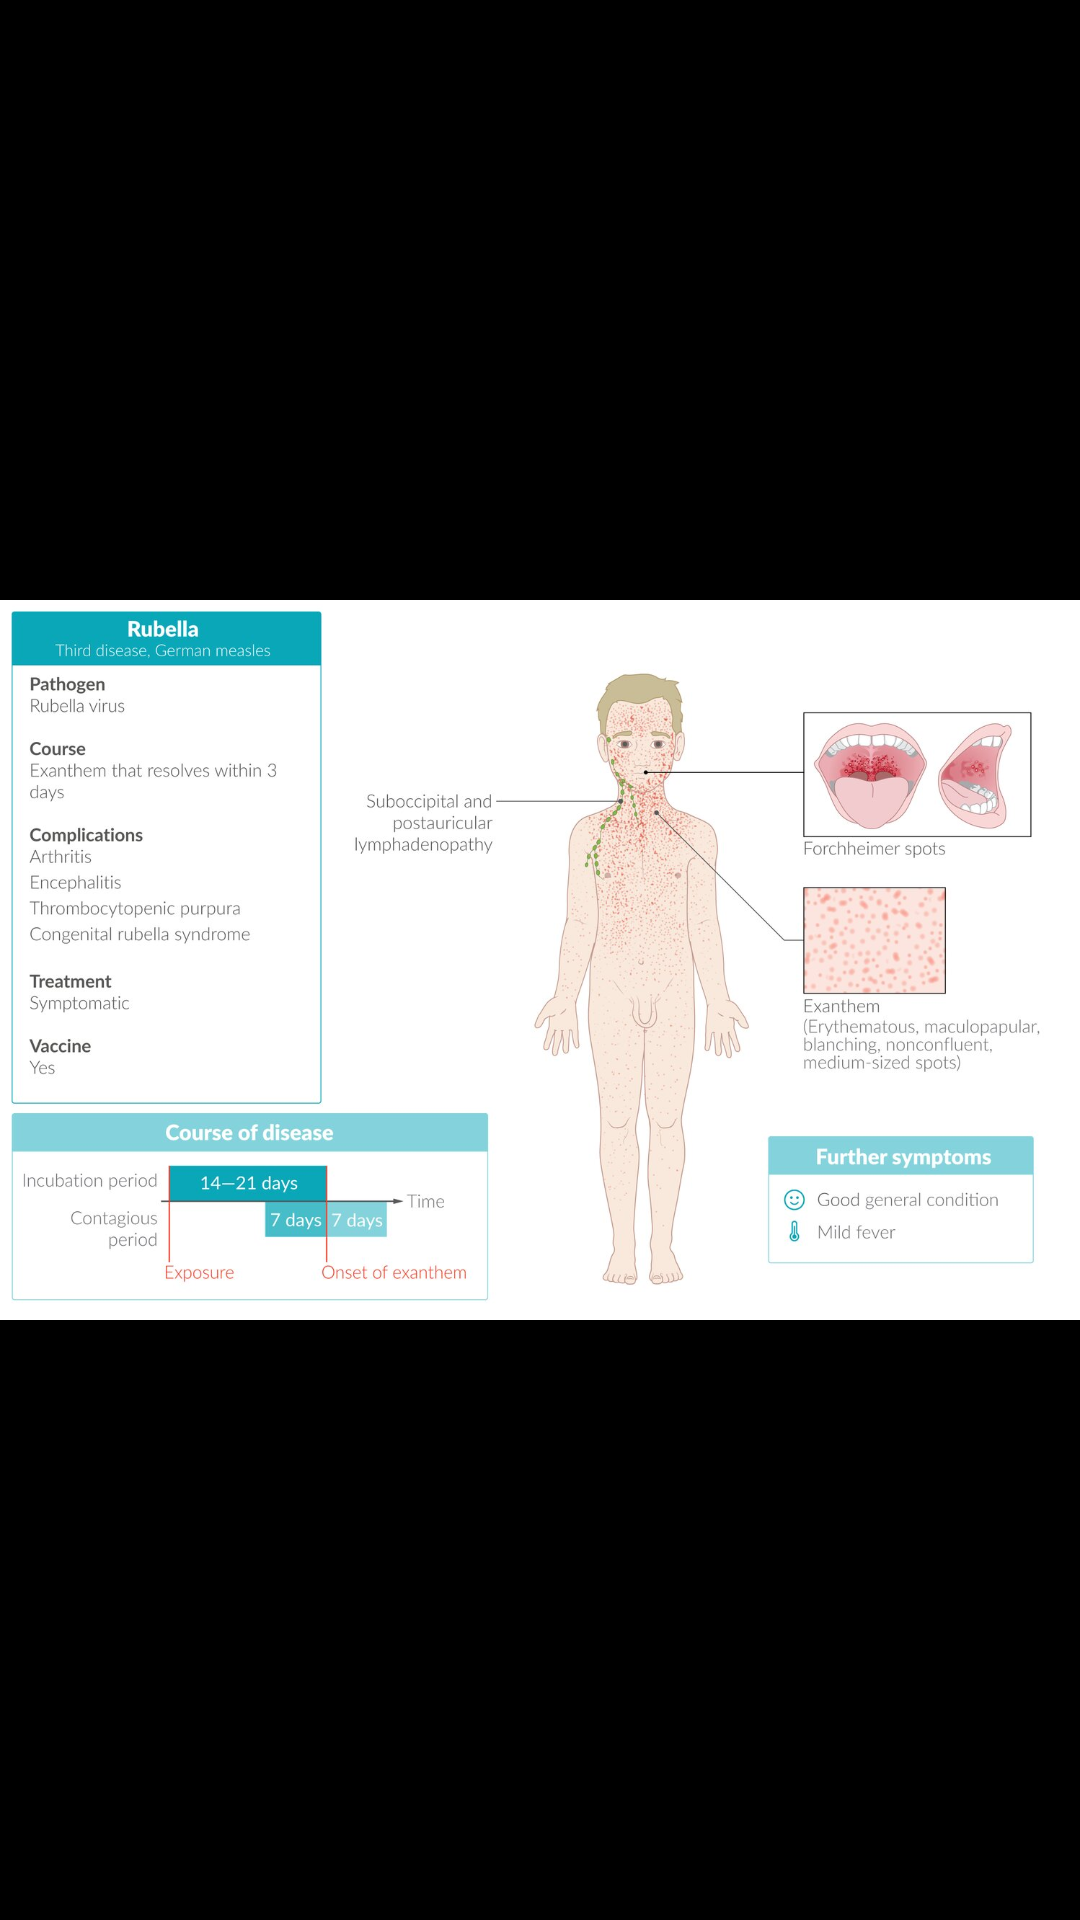 Rubella
Third disease, German measles
Pathogen
Rubella virus
Course
Exanthem that resolves within 3
days
Complications
Arthritis
Encephalitis
Thrombocytopenic purpura
Congenital rubella syndrome
Treatment
Symptomatic
Vaccine
Yes
Suboccipital and
postauricular
lymphadenopathy
Forchheimer spots
Exanthem
(Erythematous, maculopapular,
blanching, nonconfluent,
medium-sized spots)
Course of disease
Incubation period
14–21 days
Time
Contagious
period
7 days
7 days
Exposure
Onset of exanthem
Further symptoms
Good general condition
Mild fever